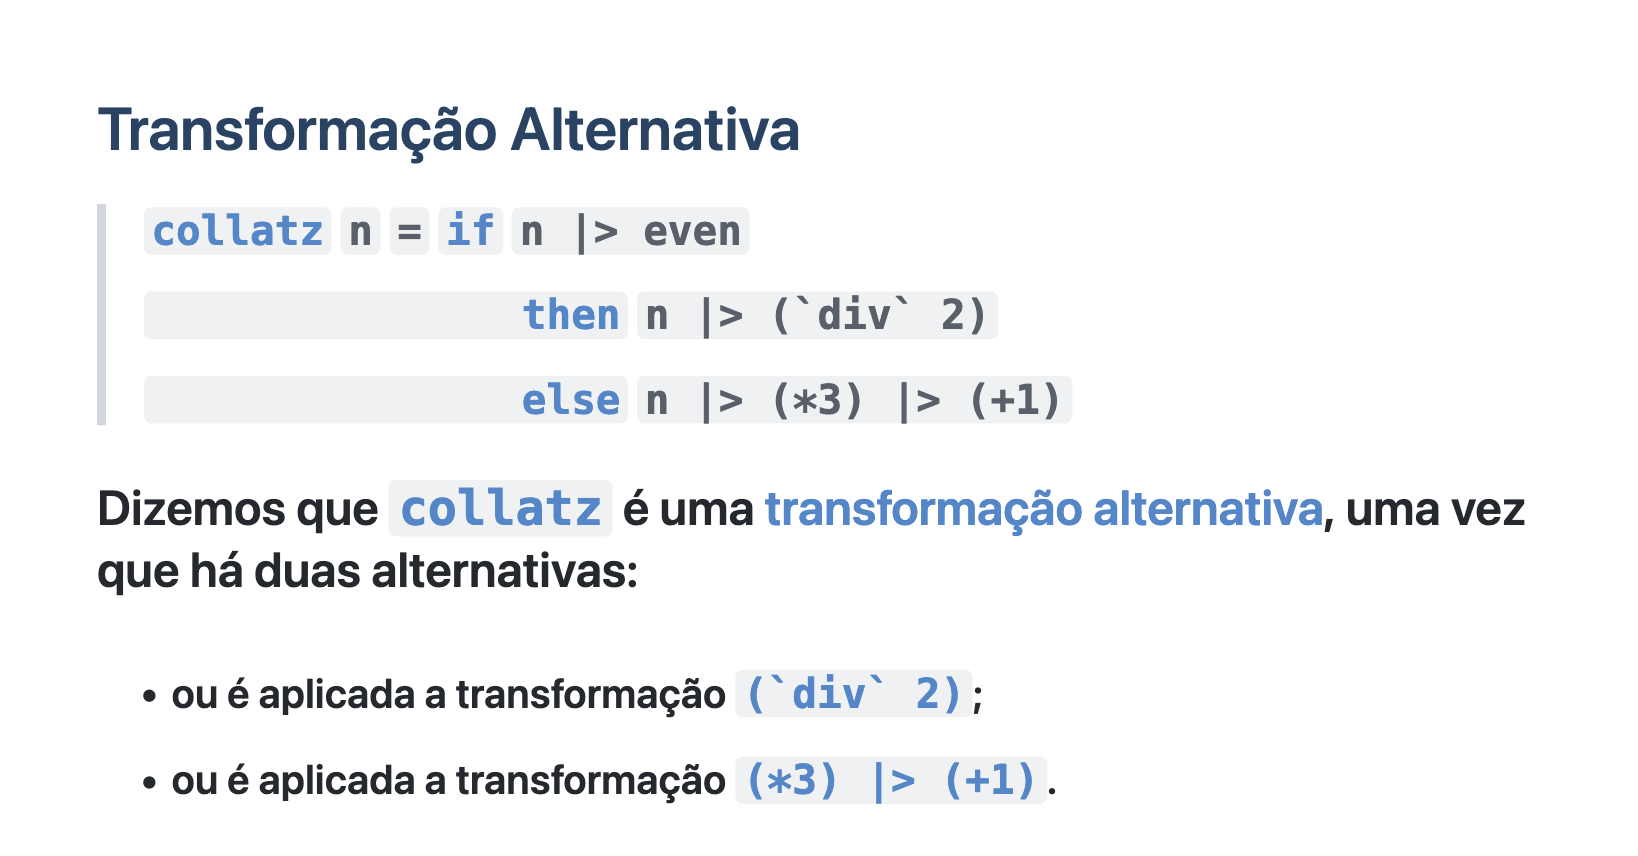 Transformação Alternativa
collatz n = if n |> even
then n |> (`div` 2)
else n |> (*3) |> (+1)
Dizemos que collatz é uma transformação alternativa, uma vez
que há duas alternativas:
• ou é aplicada a transformação (`div` 2);
• ou é aplicada a transformação (*3) |> (+1).